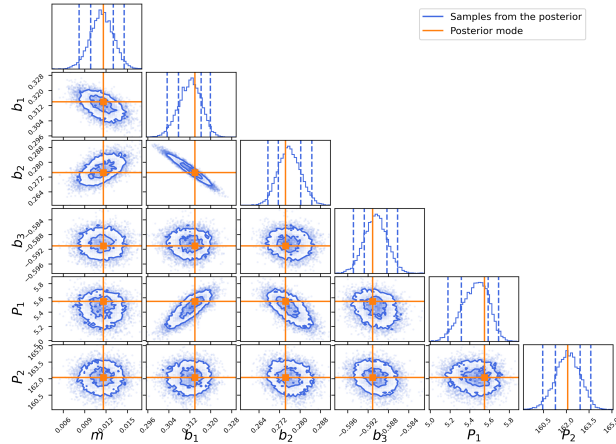 Samples from the posterior
Posterior mode
b₁
0.328
0.320
0.312
0.304
0.296
b₂
0.288
0.280
0.272
0.264
b₃
−0.584
−0.588
−0.592
−0.596
P₁
5.8
5.6
5.4
5.2
5.0
P₂
165.0
163.5
162.0
160.5
0.006 0.009 0.012 0.015
0.296 0.304 0.312 0.320 0.328
0.264 0.272 0.280 0.288
−0.596 −0.592 −0.588 −0.584
5.0 5.2 5.4 5.6 5.8
160.5 162.0 163.5
m b₁ b₂ b₃ P₁ P₂